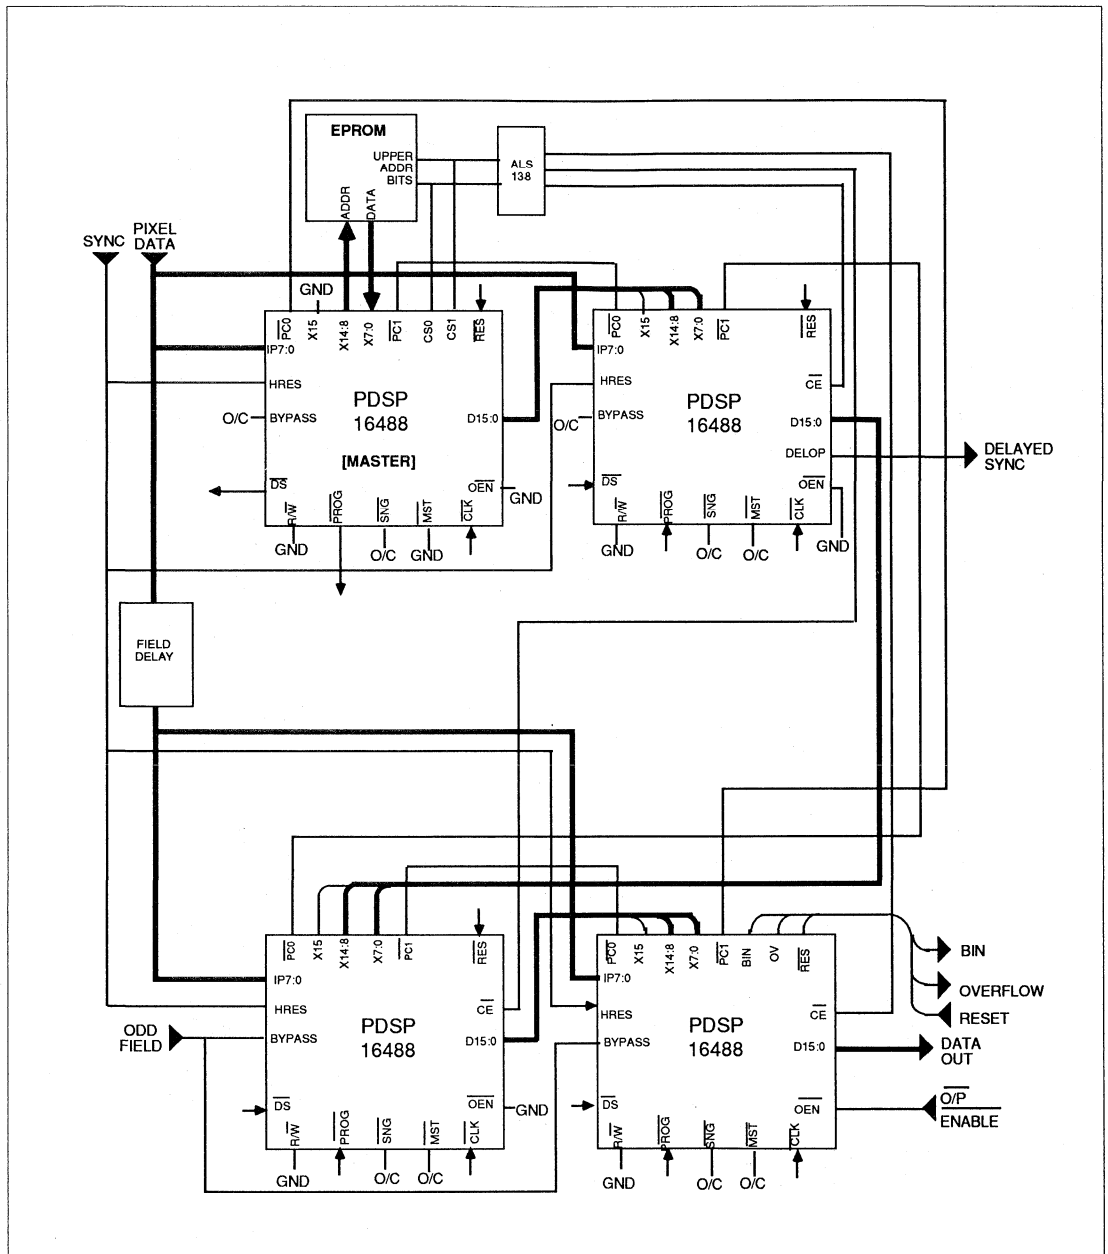 EPROM
UPPER
ADDR
BITS
ADDR
DATA
ALS
138
SYNC
PIXEL
DATA
GND
PC0
X15
X14:8
X7:0
PC1
CS0
CS1
RES
IP7:0
HRES
BYPASS
O/C
PDSP
16488
[MASTER]
D15:0
DS
OEN
GND
R/W
PROG
SNG
MST
CLK
GND
O/C
GND
PC0
X15
X14:8
X7:0
PC1
RES
IP7:0
HRES
BYPASS
O/C
PDSP
16488
CE
D15:0
DELOP
DELAYED
SYNC
DS
OEN
R/W
PROG
SNG
MST
CLK
GND
O/C
O/C
GND
FIELD
DELAY
PC0
X15
X14:8
X7:0
PC1
RES
IP7:0
HRES
BYPASS
ODD
FIELD
PDSP
16488
CE
D15:0
DS
OEN
GND
R/W
PROG
SNG
MST
CLK
GND
O/C
O/C
PC0
X15
X14:8
X7:0
PC1
BIN
OV
RES
IP7:0
HRES
BYPASS
PDSP
16488
CE
D15:0
DS
OEN
R/W
PROG
SNG
MST
CLK
GND
O/C
O/C
BIN
OVERFLOW
RESET
DATA
OUT
O/P
ENABLE